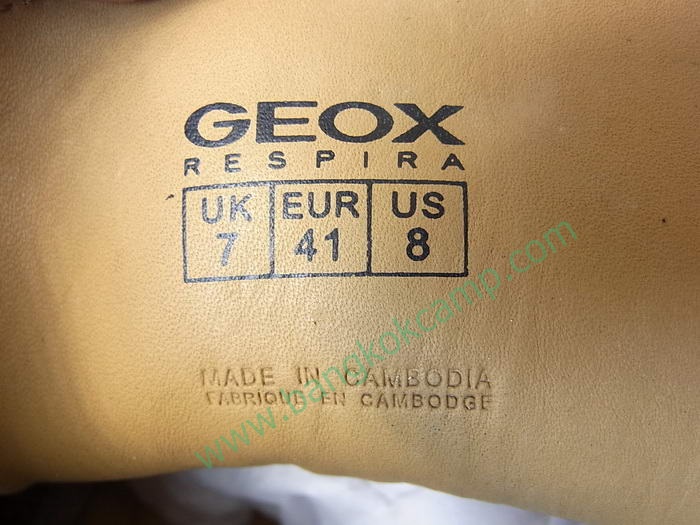 GEOX
RESPIRA
UK EUR US
7 41 8
MADE IN CAMBODIA
FABRIQUE EN CAMBODGE
www.bangkokcamp.com